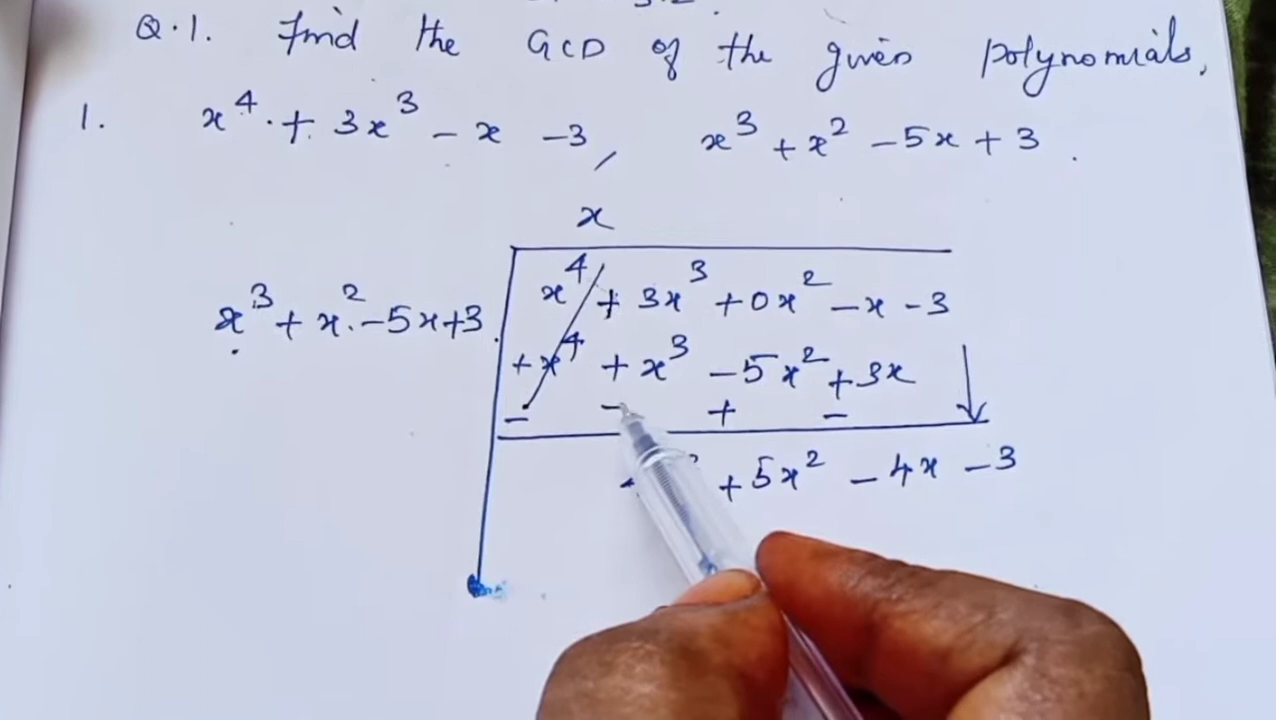 Q.1. Find the GCD of the given polynomials,
1. x⁴ + 3x³ - x - 3, x³ + x² - 5x + 3.
x
x³ + x² - 5x + 3 x⁴ + 3x³ + 0x² - x - 3
+x⁴ + x³ - 5x² + 3x
- - + -
+ 5x² - 4x - 3